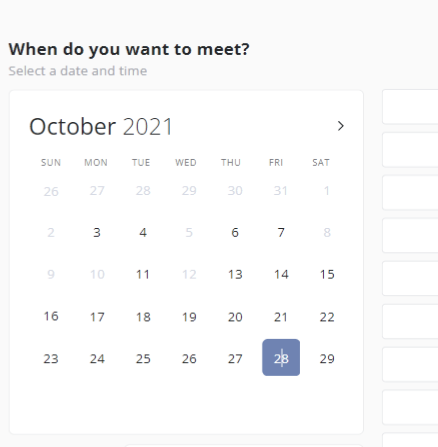 When do you want to meet?
Select a date and time
October 2021
SUN MON TUE WED THU FRI SAT
26 27 28 29 30 31 1
2 3 4 5 6 7 8
9 10 11 12 13 14 15
16 17 18 19 20 21 22
23 24 25 26 27 28 29